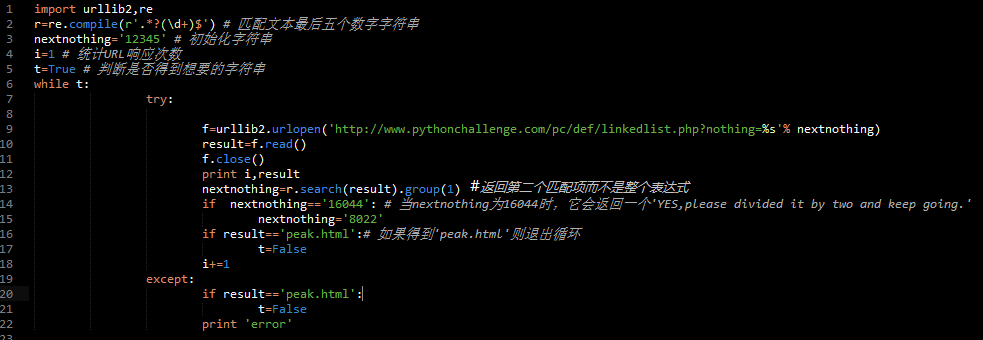 1 import urllib2,re
2 r=re.compile(r'.*?(\d+)$') # 匹配文本最后五个数字字符串
3 nextnothing='12345' # 初始化字符串
4 i=1 # 统计URL响应次数
5 t=True # 判断是否得到想要的字符串
6 while t:
7 try:
8
9 f=urllib2.urlopen('http://www.pythonchallenge.com/pc/def/linkedlist.php?nothing=%s'% nextnothing)
10 result=f.read()
11 f.close()
12 print i,result
13 nextnothing=r.search(result).group(1) #返回第二个匹配项而不是整个表达式
14 if nextnothing=='16044': # 当nextnothing为16044时, 它会返回一个'YES,please divided it by two and keep going.'
15 nextnothing='8022'
16 if result=='peak.html':# 如果得到'peak.html'则退出循环
17 t=False
18 i+=1
19 except:
20 if result=='peak.html':
21 t=False
22 print 'error'
23